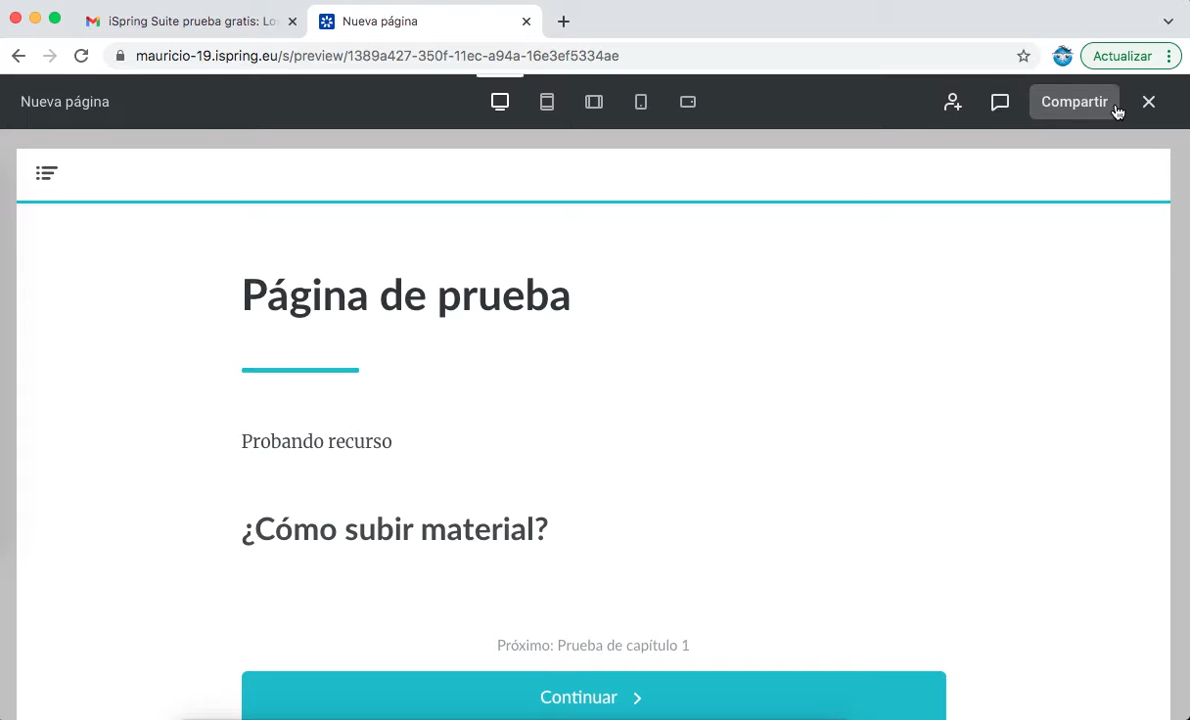 iSpring Suite prueba gratis: Lo
Nueva página
mauricio-19.ispring.eu/s/preview/1389a427-350f-11ec-a94a-16e3ef5334ae
Actualizar
Nueva página
Compartir
Página de prueba
Probando recurso
¿Cómo subir material?
Próximo: Prueba de capítulo 1
Continuar